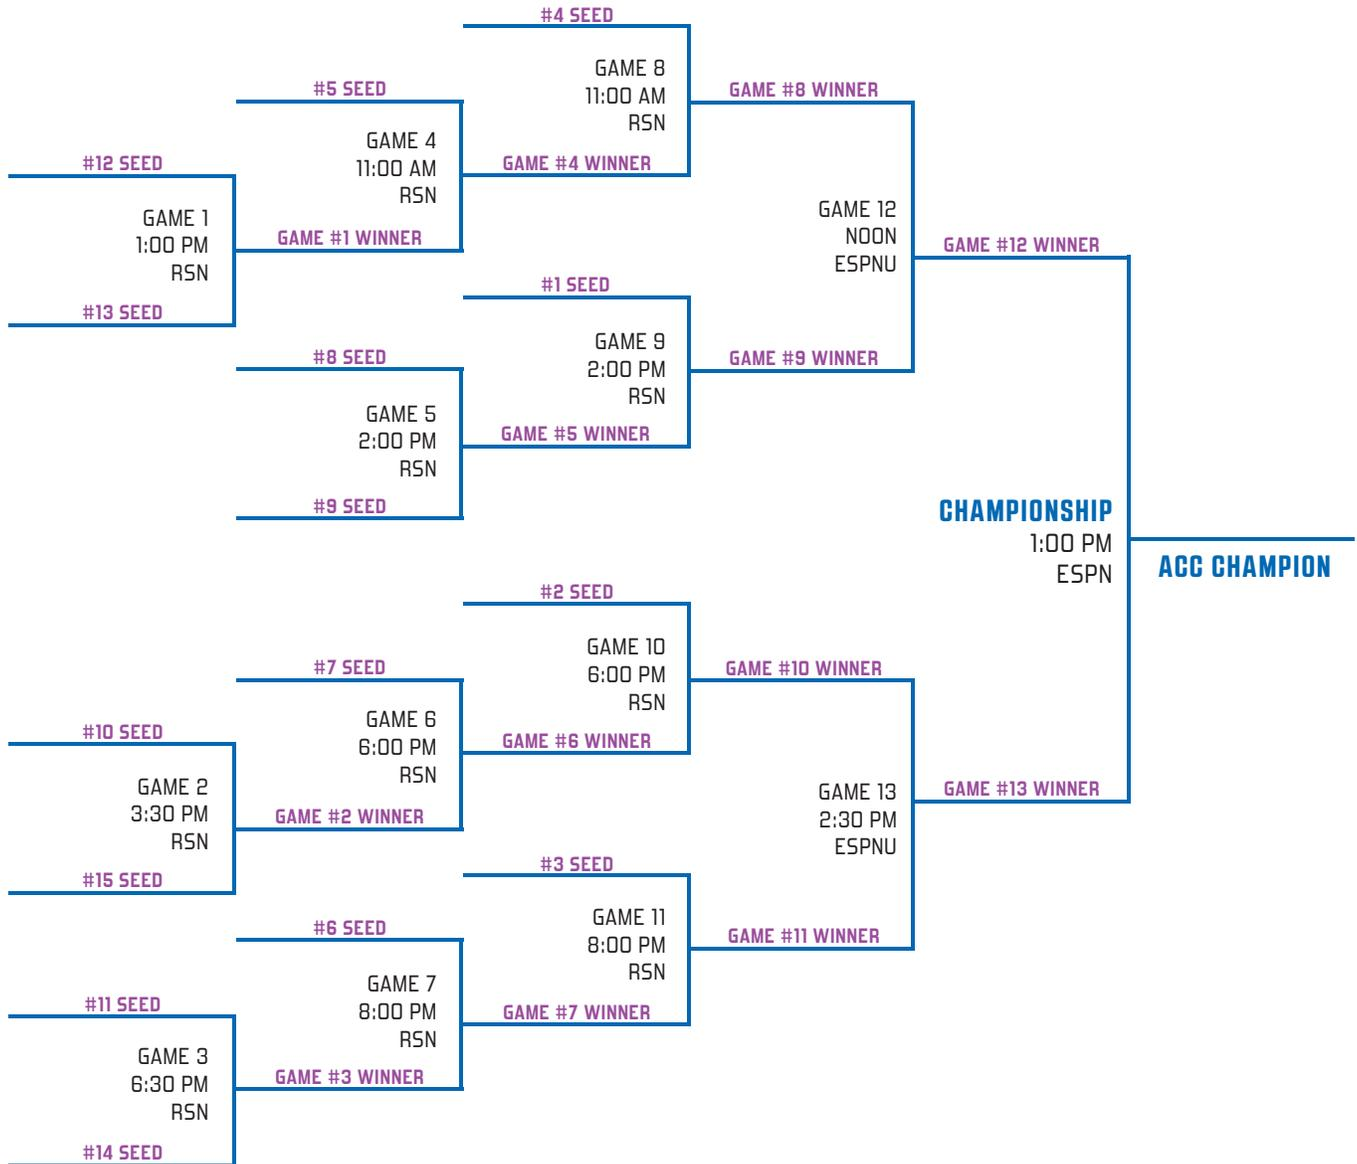 #4 SEED
GAME 8
11:00 AM
RSN
#5 SEED
GAME #8 WINNER
GAME 4
11:00 AM
RSN
#12 SEED
GAME #4 WINNER
GAME 1
1:00 PM
RSN
GAME #1 WINNER
GAME 12
NOON
ESPNU
GAME #12 WINNER
#13 SEED
#1 SEED
GAME 9
2:00 PM
RSN
#8 SEED
GAME #9 WINNER
GAME 5
2:00 PM
RSN
GAME #5 WINNER
#9 SEED
CHAMPIONSHIP
1:00 PM
ESPN
ACC CHAMPION
#2 SEED
GAME 10
6:00 PM
RSN
#7 SEED
GAME #10 WINNER
GAME 6
6:00 PM
RSN
#10 SEED
GAME #6 WINNER
GAME 2
3:30 PM
RSN
GAME #2 WINNER
GAME 13
2:30 PM
ESPNU
GAME #13 WINNER
#15 SEED
#3 SEED
GAME 11
8:00 PM
RSN
#6 SEED
GAME #11 WINNER
GAME 7
8:00 PM
RSN
#11 SEED
GAME #7 WINNER
GAME 3
6:30 PM
RSN
GAME #3 WINNER
#14 SEED